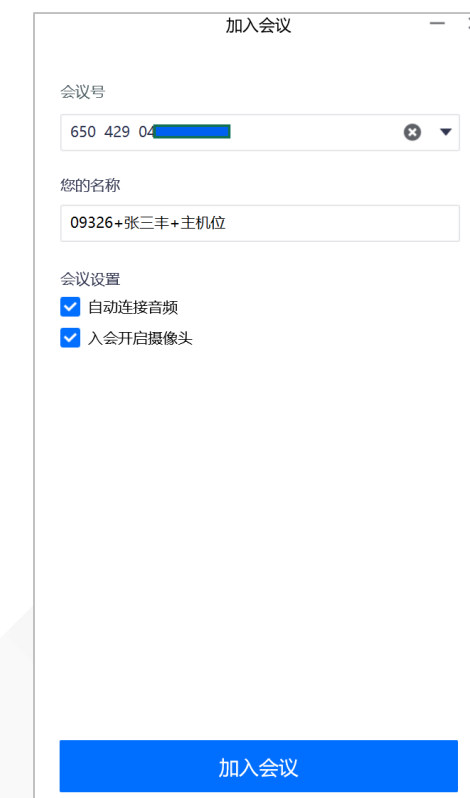 加入会议
会议号
650 429 04
您的名称
09326+张三丰+主机位
会议设置
自动连接音频
入会开启摄像头
加入会议